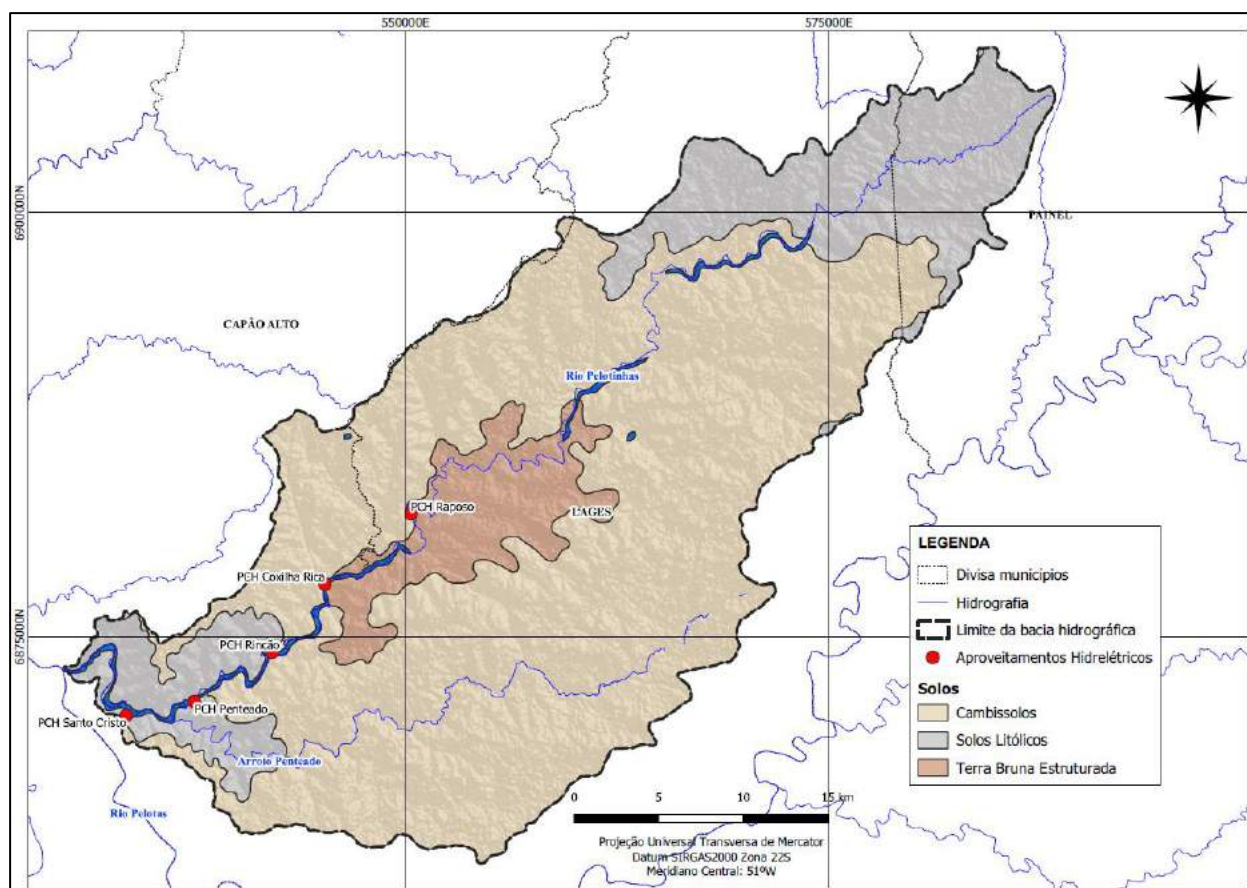 550000E
575000E
6900000N
PAINEL
CAPÃO ALTO
Rio Pelotinhas
PCH Raposo
LAGES
PCH Coxilha Rica
6875000N
PCH Rincão
PCH Penteado
PCH Santo Cristo
Arroio Penteado
Rio Pelotas
LEGENDA
Divisa municípios
Hidrografia
Limite da bacia hidrográfica
Aproveitamentos Hidrelétricos
Solos
Cambissolos
Solos Litólicos
Terra Bruna Estruturada
0 5 10 15 km
Projeção Universal Transversa de Mercator
Datum SIRGAS2000 Zona 22S
Meridiano Central: 51ºW